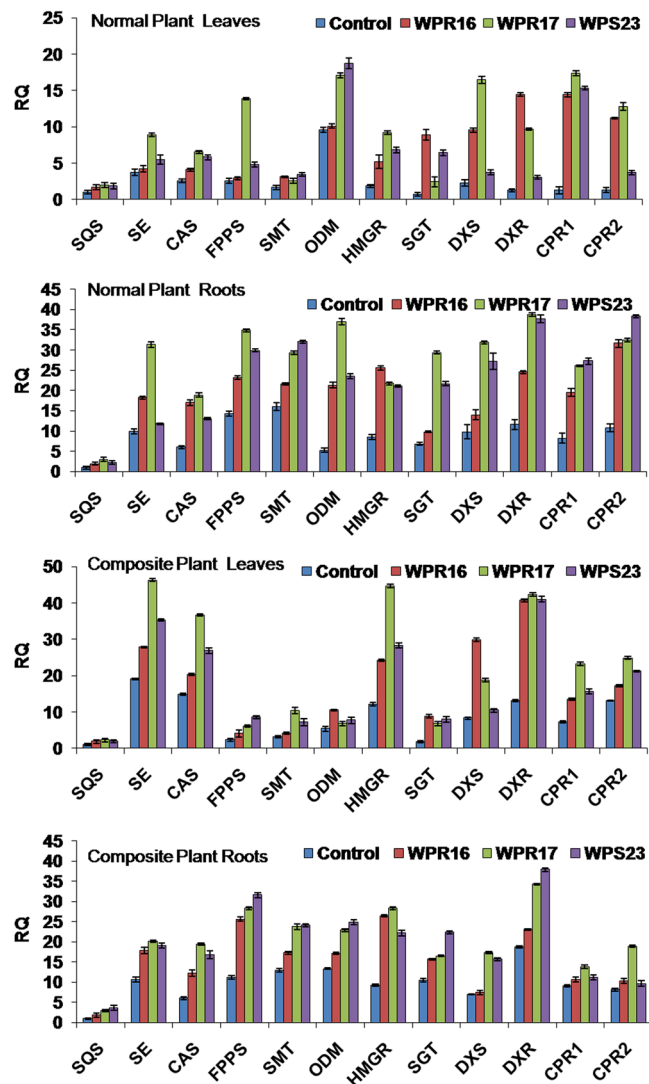 Normal Plant Leaves
Control WPR16 WPR17 WPS23
RQ
25
20
15
10
5
0
SQS SE CAS FPPS SMT ODM HMGR SGT DXS DXR CPR1 CPR2
Normal Plant Roots
Control WPR16 WPR17 WPS23
RQ
45
40
35
30
25
20
15
10
5
0
SQS SE CAS FPPS SMT ODM HMGR SGT DXS DXR CPR1 CPR2
Composite Plant Leaves
Control WPR16 WPR17 WPS23
RQ
50
40
30
20
10
0
SQS SE CAS FPPS SMT ODM HMGR SGT DXS DXR CPR1 CPR2
Composite Plant Roots
Control WPR16 WPR17 WPS23
RQ
45
40
35
30
25
20
15
10
5
0
SQS SE CAS FPPS SMT ODM HMGR SGT DXS DXR CPR1 CPR2